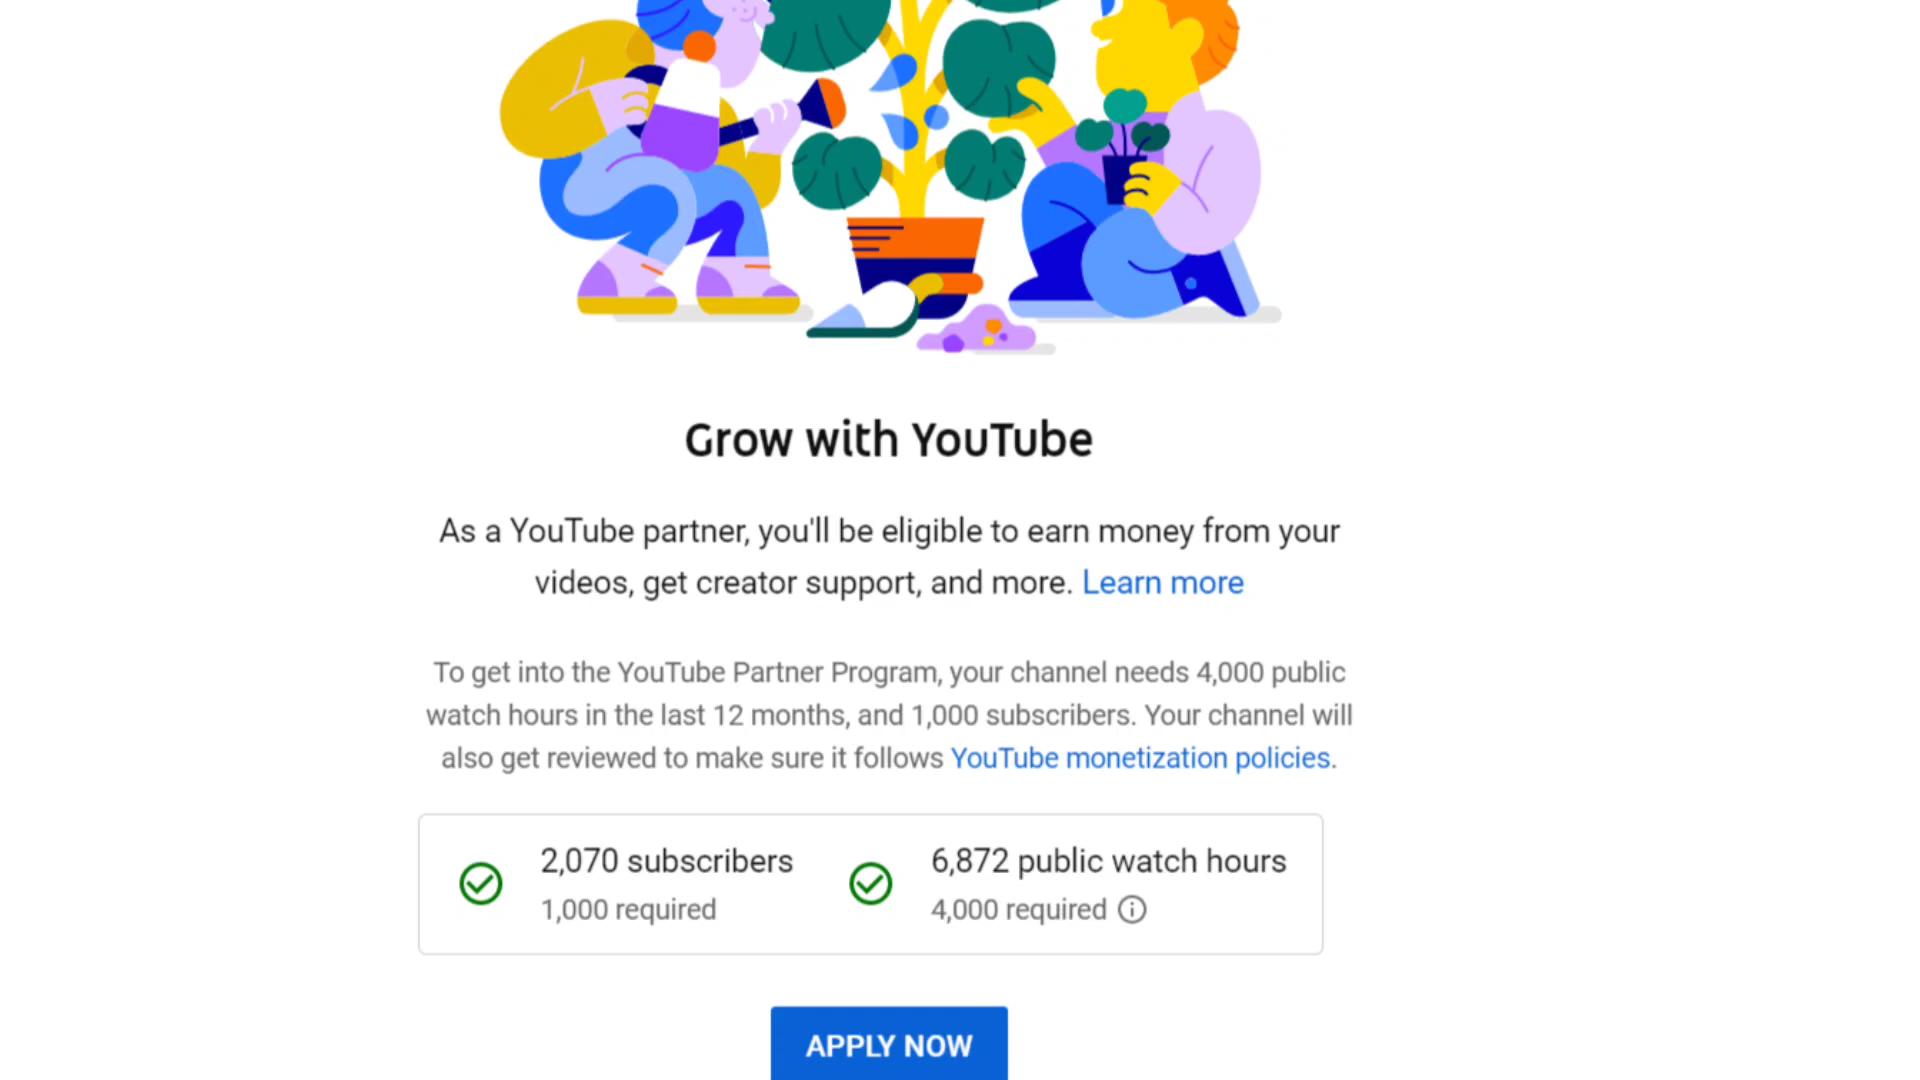 Grow with YouTube
As a YouTube partner, you'll be eligible to earn money from your
videos, get creator support, and more. Learn more
To get into the YouTube Partner Program, your channel needs 4,000 public
watch hours in the last 12 months, and 1,000 subscribers. Your channel will
also get reviewed to make sure it follows YouTube monetization policies.
2,070 subscribers
1,000 required
6,872 public watch hours
4,000 required
APPLY NOW